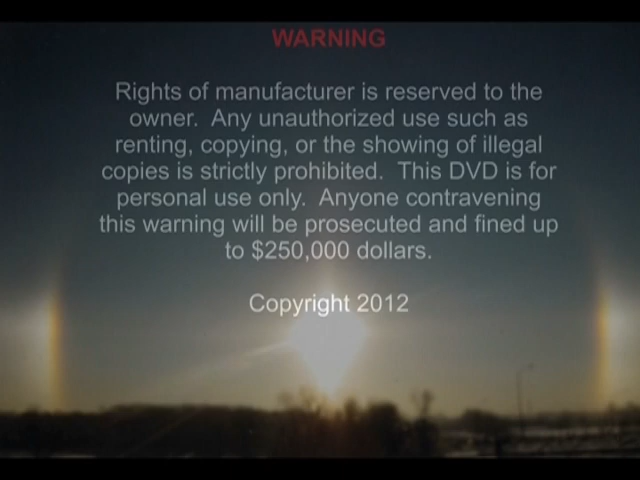 WARNING
Rights of manufacturer is reserved to the
owner. Any unauthorized use such as
renting, copying, or the showing of illegal
copies is strictly prohibited. This DVD is for
personal use only. Anyone contravening
this warning will be prosecuted and fined up
to $250,000 dollars.
Copyright 2012